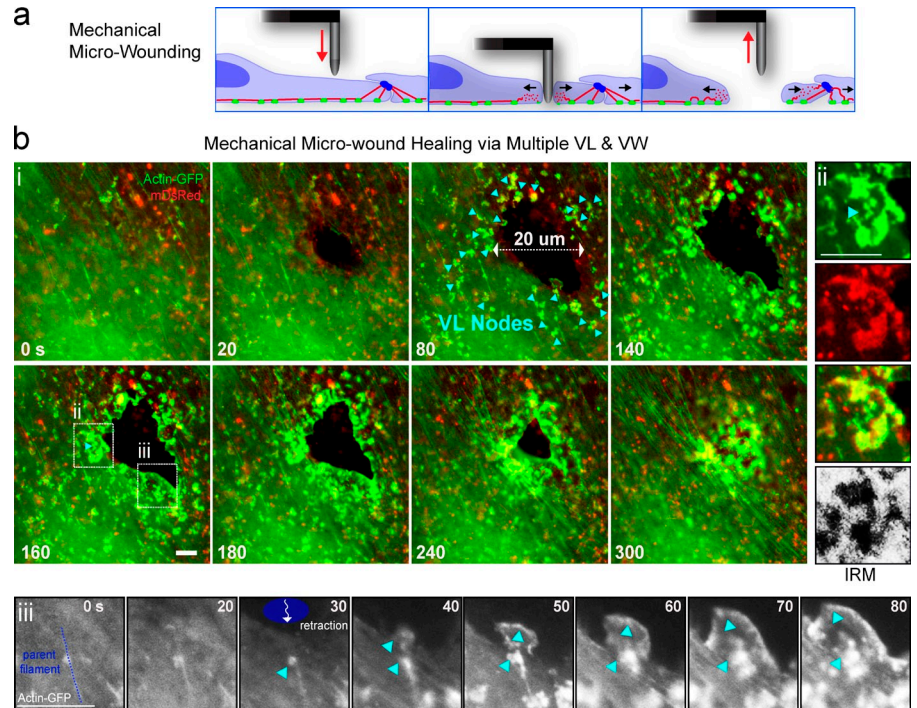 a
Mechanical
Micro-Wounding
b
Mechanical Micro-wound Healing via Multiple VL & VW
i
Actin-GFP
mDsRed
0 s
20
80
20 um
VL Nodes
140
ii
160
ii
iii
180
240
300
IRM
iii
0 s
parent
filament
Actin-GFP
20
30
retraction
40
50
60
70
80